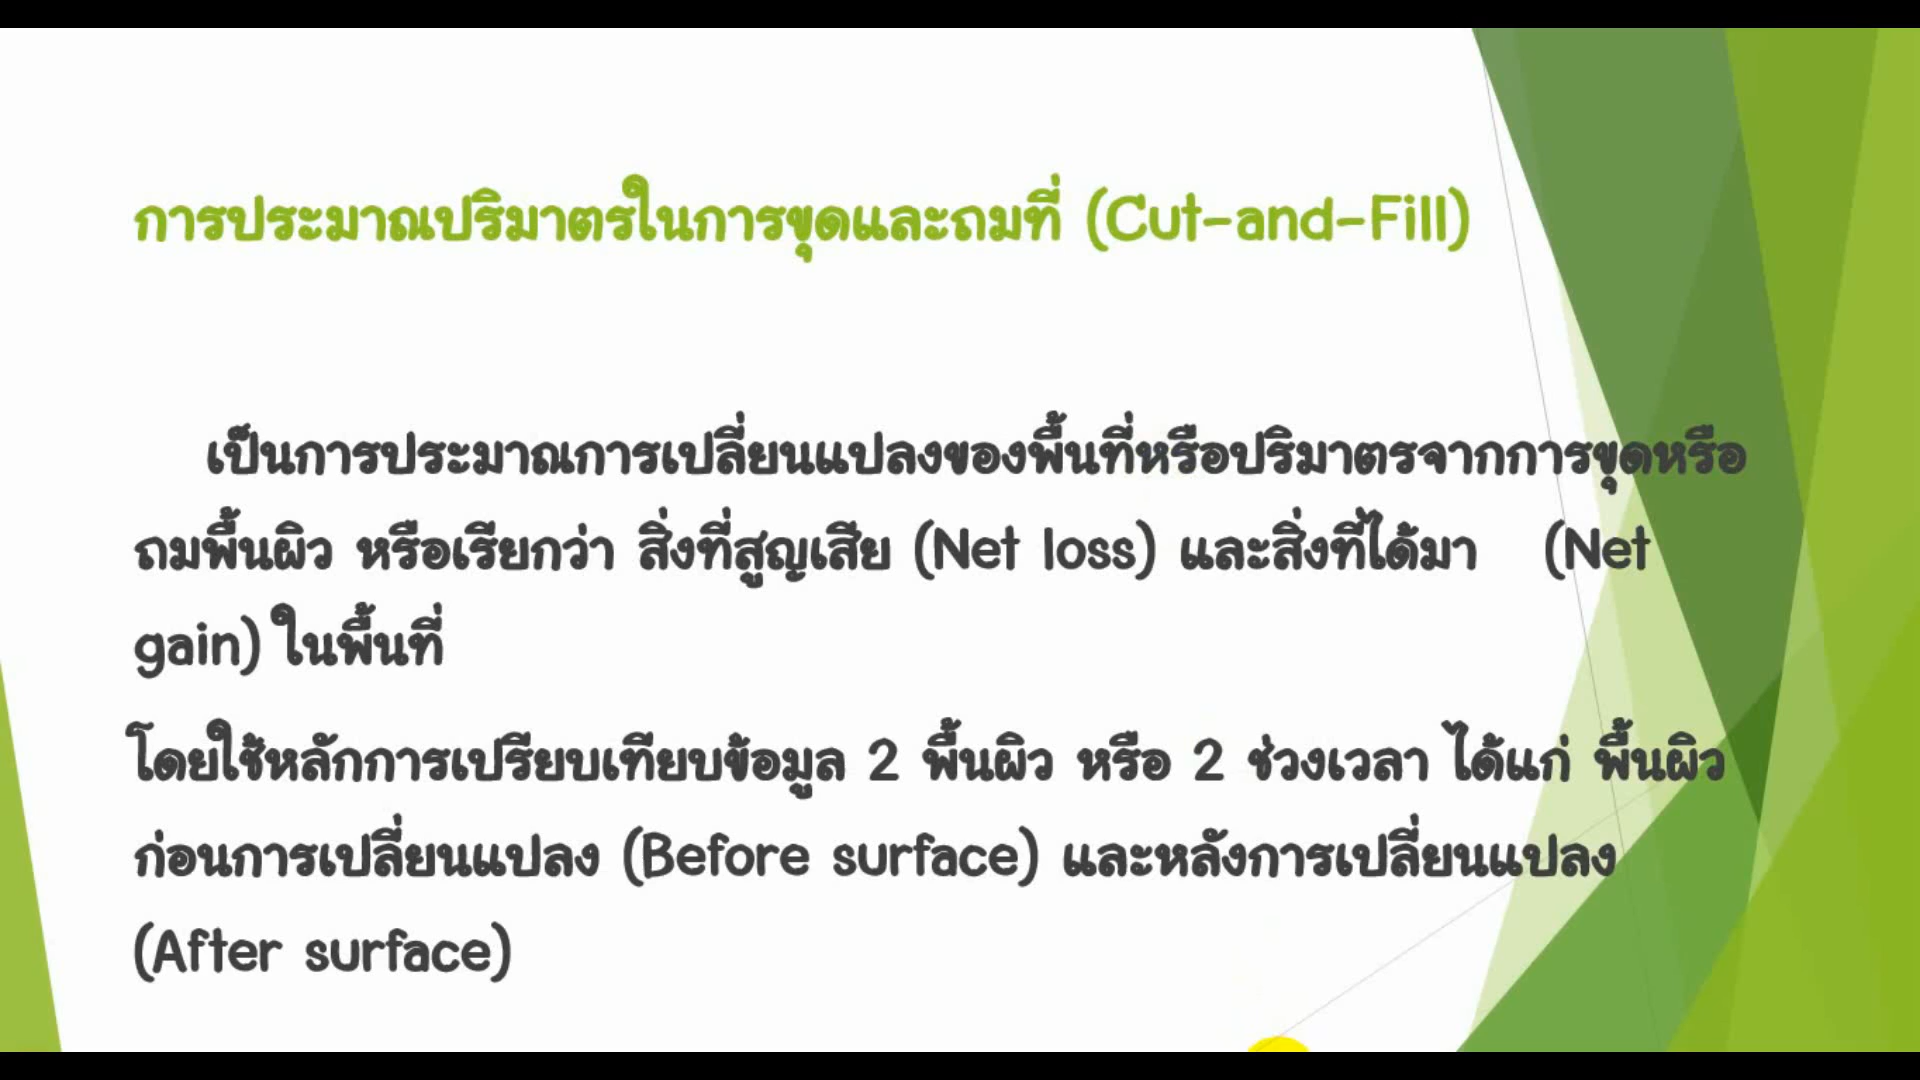 การประมาณปริมาตรในการขุดและถมที่ (Cut-and-Fill)
เป็นการประมาณการเปลี่ยนแปลงของพื้นที่หรือปริมาตรจากการขุดหรือ
ถมพื้นผิว หรือเรียกว่า สิ่งที่สูญเสีย (Net loss) และสิ่งที่ได้มา (Net
gain) ในพื้นที่
โดยใช้หลักการเปรียบเทียบข้อมูล 2 พื้นผิว หรือ 2 ช่วงเวลา ได้แก่ พื้นผิว
ก่อนการเปลี่ยนแปลง (Before surface) และหลังการเปลี่ยนแปลง
(After surface)